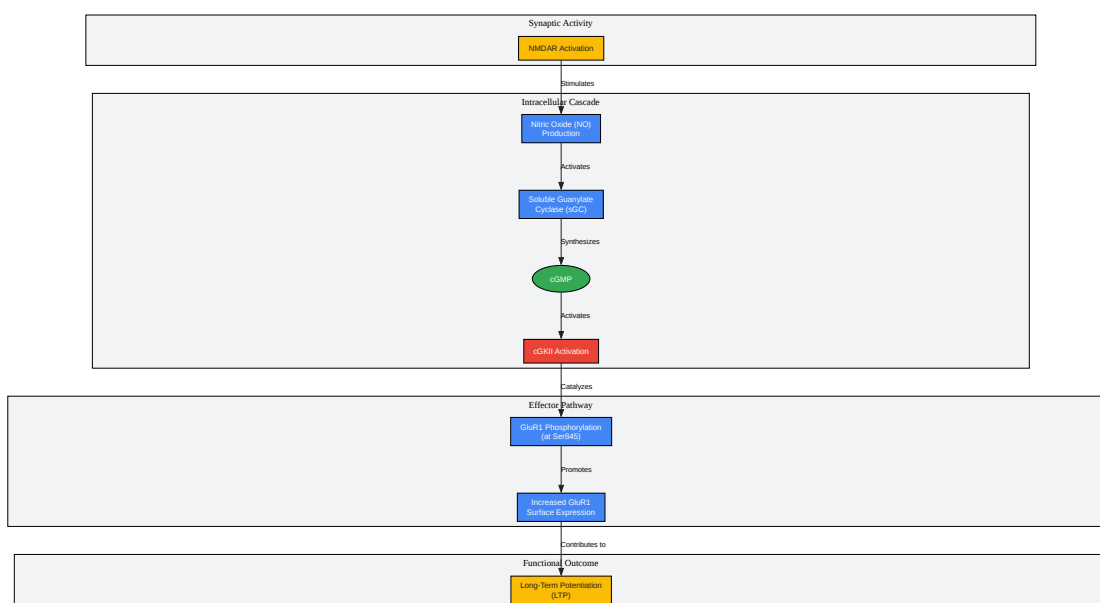 Synaptic Activity
NMDAR Activation
Stimulates
Intracellular Cascade
Nitric Oxide (NO)
Production
Activates
Soluble Guanylate
Cyclase (sGC)
Synthesizes
cGMP
Activates
cGKII Activation
Catalyzes
Effector Pathway
GluR1 Phosphorylation
(at Ser845)
Promotes
Increased GluR1
Surface Expression
Contributes to
Functional Outcome
Long-Term Potentiation
(LTP)